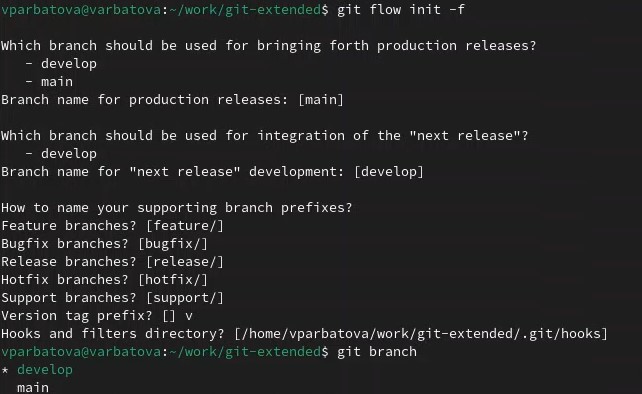 vparbatova@varbatova:~/work/git-extended$ git flow init -f
Which branch should be used for bringing forth production releases?
- develop
- main
Branch name for production releases: [main]
Which branch should be used for integration of the "next release"?
- develop
Branch name for "next release" development: [develop]
How to name your supporting branch prefixes?
Feature branches? [feature/]
Bugfix branches? [bugfix/]
Release branches? [release/]
Hotfix branches? [hotfix/]
Support branches? [support/]
Version tag prefix? [] v
Hooks and filters directory? [/home/vparbatova/work/git-extended/.git/hooks]
vparbatova@varbatova:~/work/git-extended$ git branch
* develop
main